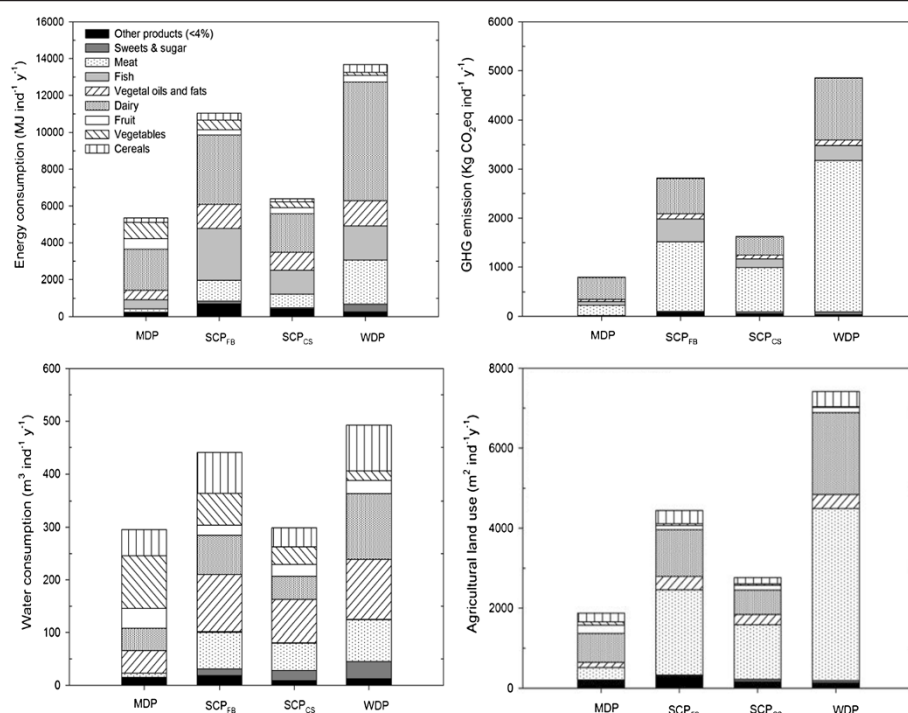 16000
14000
12000
10000
8000
6000
4000
2000
0
Energy consumption (MJ ind⁻¹ y⁻¹)
Other products (<4%)
Sweets & sugar
Meat
Fish
Vegetal oils and fats
Dairy
Fruit
Vegetables
Cereals
MDP SCP_FB SCP_CS WDP
6000
5000
4000
3000
2000
1000
0
GHG emission (Kg CO₂eq ind⁻¹ y⁻¹)
MDP SCP_FB SCP_CS WDP
600
500
400
300
200
100
0
Water consumption (m³ ind⁻¹ y⁻¹)
MDP SCP_FB SCP_CS WDP
8000
6000
4000
2000
0
Agricultural land use (m² ind⁻¹y⁻¹)
MDP SCP_FB SCP_CS WDP